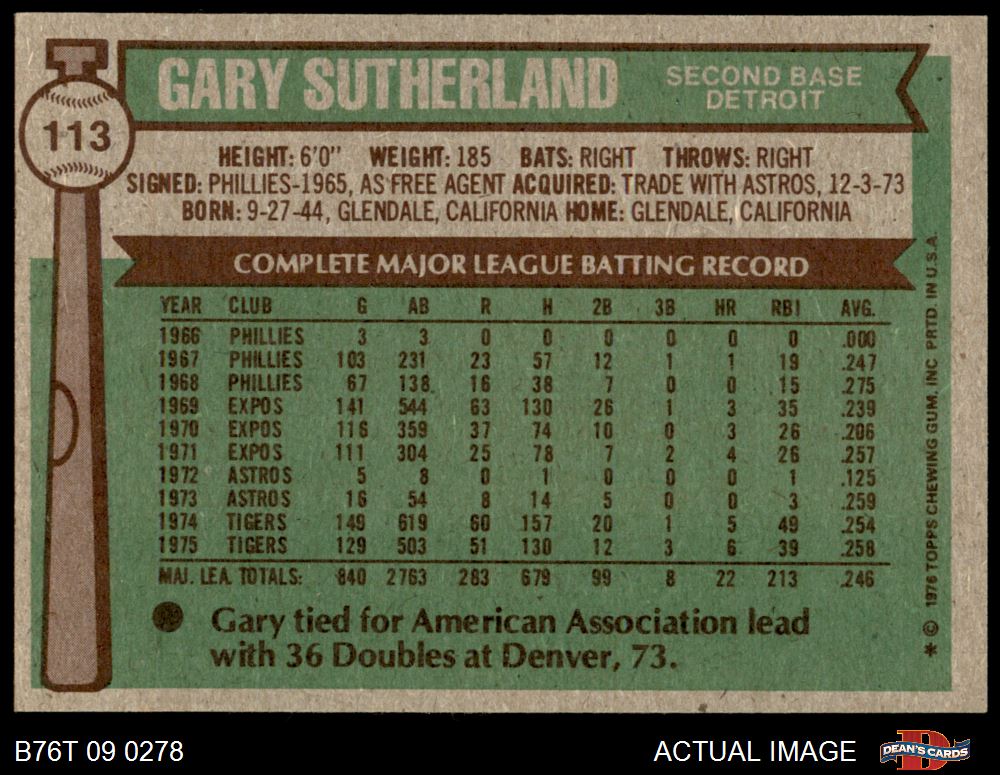 113
GARY SUTHERLAND
SECOND BASE
DETROIT
HEIGHT: 6'0" WEIGHT: 185 BATS: RIGHT THROWS: RIGHT
SIGNED: PHILLIES-1965, AS FREE AGENT ACQUIRED: TRADE WITH ASTROS, 12-3-73
BORN: 9-27-44, GLENDALE, CALIFORNIA HOME: GLENDALE, CALIFORNIA
COMPLETE MAJOR LEAGUE BATTING RECORD
YEAR CLUB G AB R H 2B 3B HR RBI AVG.
1966 PHILLIES 3 3 0 0 0 0 0 0 .000
1967 PHILLIES 103 231 23 57 12 1 1 19 .247
1968 PHILLIES 67 138 16 38 7 0 0 15 .275
1969 EXPOS 141 544 63 130 26 1 3 35 .239
1970 EXPOS 116 359 37 74 10 0 3 26 .206
1971 EXPOS 111 304 25 78 7 2 4 26 .257
1972 ASTROS 5 8 0 1 0 0 0 1 .125
1973 ASTROS 16 54 8 14 5 0 0 3 .259
1974 TIGERS 149 619 60 157 20 1 5 49 .254
1975 TIGERS 129 503 51 130 12 3 6 39 .258
MAJ. LEA. TOTALS: 840 2763 283 679 99 8 22 213 .246
Gary tied for American Association lead
with 36 Doubles at Denver, 73.
* © 1976 TOPPS CHEWING GUM, INC PRTD. IN U.S.A.
B76T 09 0278
ACTUAL IMAGE
D
DEAN'S CARDS